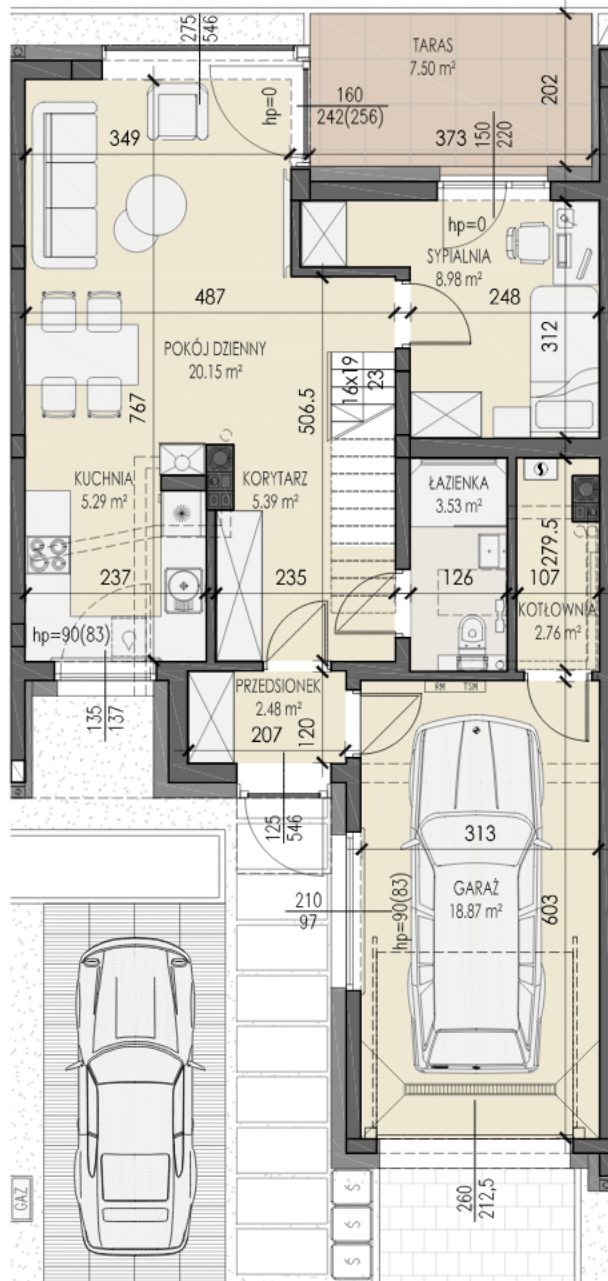 275
546
TARAS
7.50 m²
202
hp=0
160
242(256)
349
373
150
220
hp=0
SYPIALNIA
8.98 m²
487
248
312
POKÓJ DZIENNY
20.15 m²
16x19
23
767
506.5
KUCHNIA
5.29 m²
KORYTARZ
5.39 m²
ŁAZIENKA
3.53 m²
279.5
237
235
126
107
KOTŁOWNIA
2.76 m²
hp=90(83)
PRZEDSIONEK
2.48 m²
RM TSM
135
137
207
120
125
546
313
GARAŻ
18.87 m²
210
97
hp=90(83)
603
GAZ
260
212,5
Ś
Ś
Ś